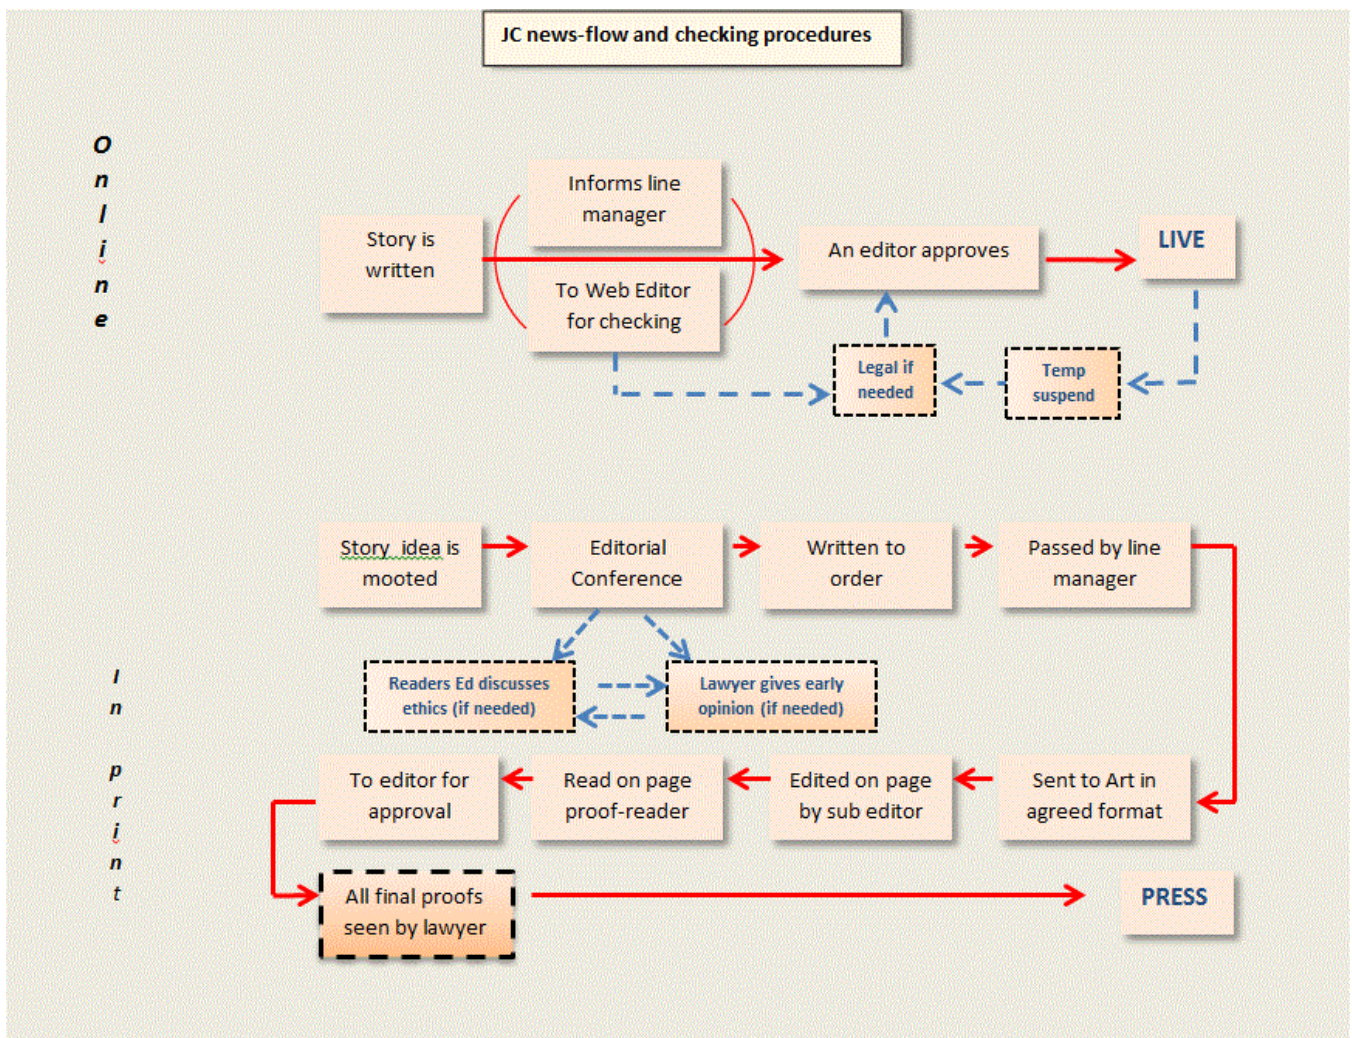 JC news-flow and checking procedures
Online
Informs line
manager
Story is
written
To Web Editor
for checking
An editor approves
LIVE
Legal if
needed
Temp
suspend
In print
Story  idea is
mooted
Editorial
Conference
Written to
order
Passed by line
manager
Readers Ed discusses
ethics (if needed)
Lawyer gives early
opinion (if needed)
Sent to Art in
agreed format
Edited on page
by sub editor
Read on page
proof-reader
To editor for
approval
All final proofs
seen by lawyer
PRESS